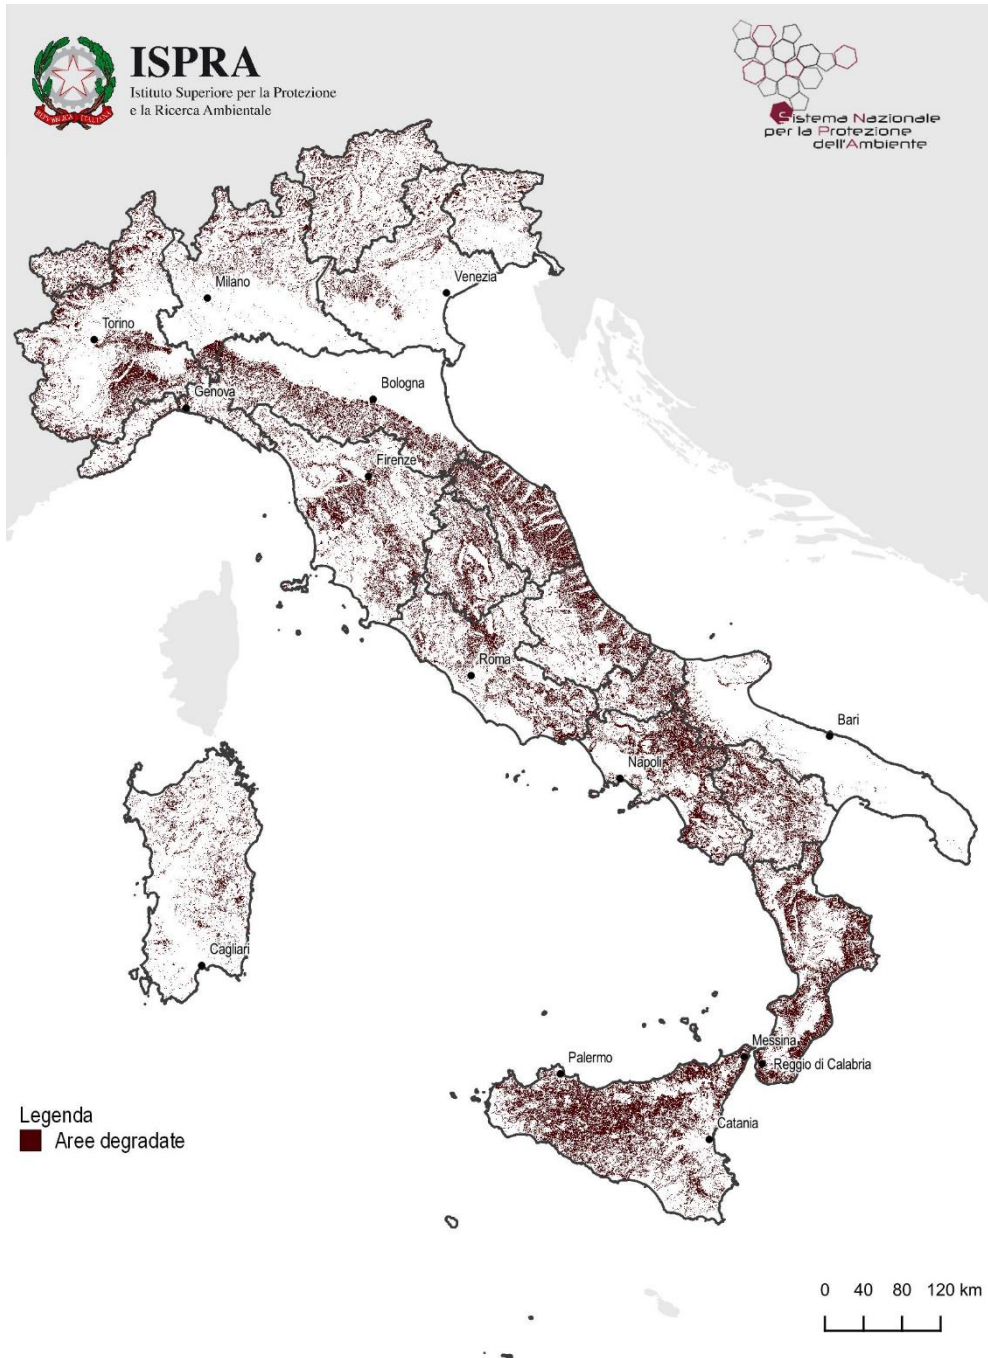 ISPRA
Istituto Superiore per la Protezione
e la Ricerca Ambientale
REPVBBLICA ITALIANA
Sistema Nazionale
per la Protezione
dell'Ambiente
Milano
Venezia
Torino
Bologna
Genova
Firenze
Roma
Bari
Napoli
Cagliari
Messina
Palermo
Reggio di Calabria
Catania
Legenda
Aree degradate
0 40 80 120 km